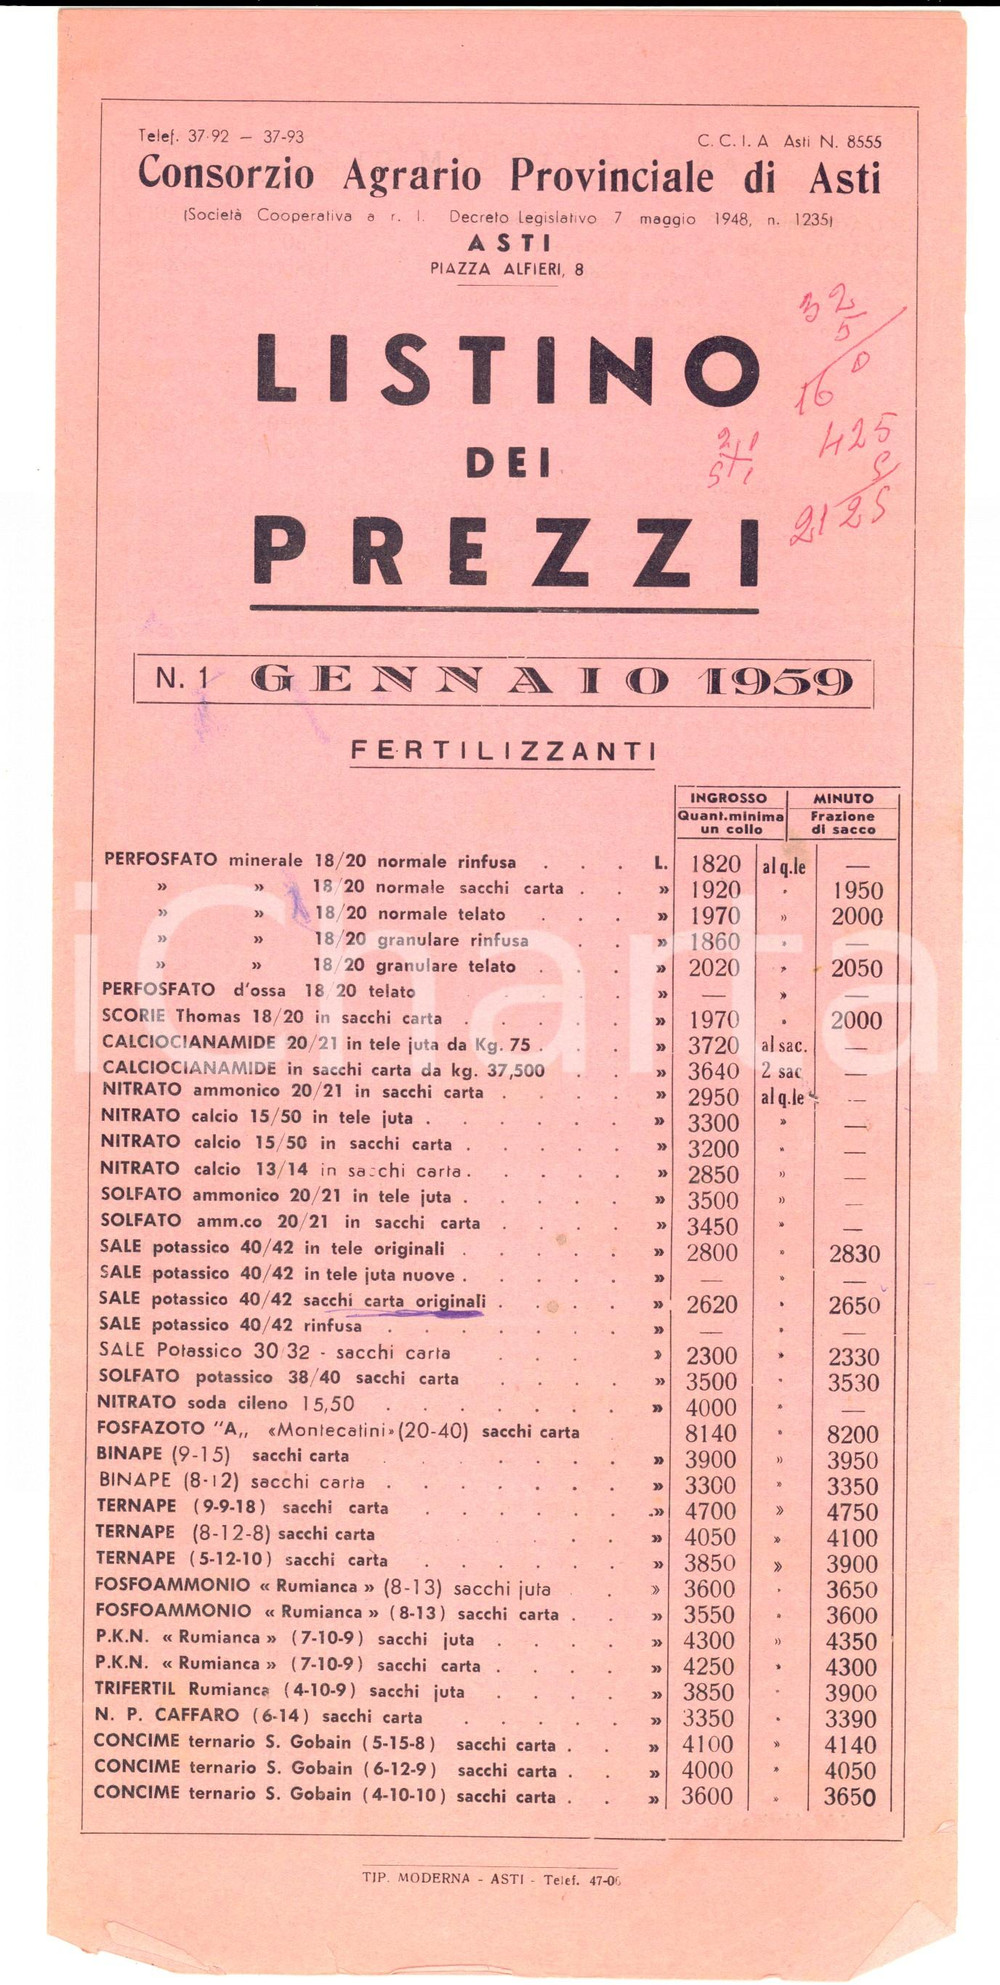 Telef. 37-92 — 37-93 C. C. I. A Asti N. 8555
Consorzio Agrario Provinciale di Asti
(Società Cooperativa a r. l. Decreto Legislativo 7 maggio 1948, n. 1235)
ASTI
PIAZZA ALFIERI, 8
32
5
160
LISTINO
425
5
2125
DEI
PREZZI
N. 1 GENNAIO 1959
FERTILIZZANTI
INGROSSO MINUTO
Quant.minima Frazione
un collo di sacco
PERFOSFATO minerale 18/20 normale rinfusa . . . L. 1820 al q.le —
» » 18/20 normale sacchi carta . . » 1920 » 1950
» » 18/20 normale telato . . . » 1970 » 2000
» » 18/20 granulare rinfusa . . » 1860 » —
» » 18/20 granulare telato . . . » 2020 » 2050
PERFOSFATO d'ossa 18 20 telato . . . . » — » —
SCORIE Thomas 18/20 in sacchi carta . . . . . » 1970 » 2000
CALCIOCIANAMIDE 20/21 in tele juta da Kg. 75 . . . » 3720 al sac. —
CALCIOCIANAMIDE in sacchi carta da kg. 37,500 . . » 3640 2 sac —
NITRATO ammonico 20/21 in sacchi carta . . . . » 2950 al q.le —
NITRATO calcio 15/50 in tele juta . . . . . . » 3300 » —
NITRATO calcio 15/50 in sacchi carta . . . . . » 3200 » —
NITRATO calcio 13/14 in sacchi carta . . . . . » 2850 » —
SOLFATO ammonico 20/21 in tele juta . . . . . » 3500 » —
SOLFATO amm.co 20/21 in sacchi carta . . . . » 3450 » —
SALE potassico 40/42 in tele originali . . . . . » 2800 » 2830
SALE potassico 40/42 in tele juta nuove . . . . . » — » —
SALE potassico 40/42 sacchi carta originali . . . . » 2620 » 2650
SALE potassico 40/42 rinfusa . . . . . . . » — » —
SALE Potassico 30 32 - sacchi carta . . . » 2300 » 2330
SOLFATO potassico 38/40 sacchi carta . . . . » 3500 » 3530
NITRATO soda cileno 15,50 . . . . . . . » 4000 » —
FOSFAZOTO "A,, «Montecatini» (20-40) sacchi carta 8140 » 8200
BINAPE (9-15) sacchi carta . . . . . . » 3900 » 3950
BINAPE (8-12) sacchi carta . . . . . . » 3300 » 3350
TERNAPE (9-9-18) sacchi carta . . . . . .» 4700 » 4750
TERNAPE (8-12-8) sacchi carta . . . . » 4050 » 4100
TERNAPE (5-12-10) sacchi carta . . . . . » 3850 » 3900
FOSFOAMMONIO « Rumianca » (8-13) sacchi juta . » 3600 » 3650
FOSFOAMMONIO « Rumianca » (8-13) sacchi carta . . » 3550 » 3600
P.K.N. « Rumianca » (7-10-9) sacchi juta . . . . » 4300 » 4350
P.K.N. « Rumianca » (7-10-9) sacchi carta . . . . » 4250 » 4300
TRIFERTIL Rumianca (4-10-9) sacchi juta . . . . » 3850 » 3900
N. P. CAFFARO (6-14) sacchi carta . . . . . » 3350 » 3390
CONCIME ternario S. Gobain (5-15-8) sacchi carta . . » 4100 » 4140
CONCIME ternario S. Gobain (6-12-9) sacchi carta . . » 4000 » 4050
CONCIME ternario S. Gobain (4-10-10) sacchi carta . . » 3600 » 3650
TIP. MODERNA - ASTI - Telef. 47-06
iCharta